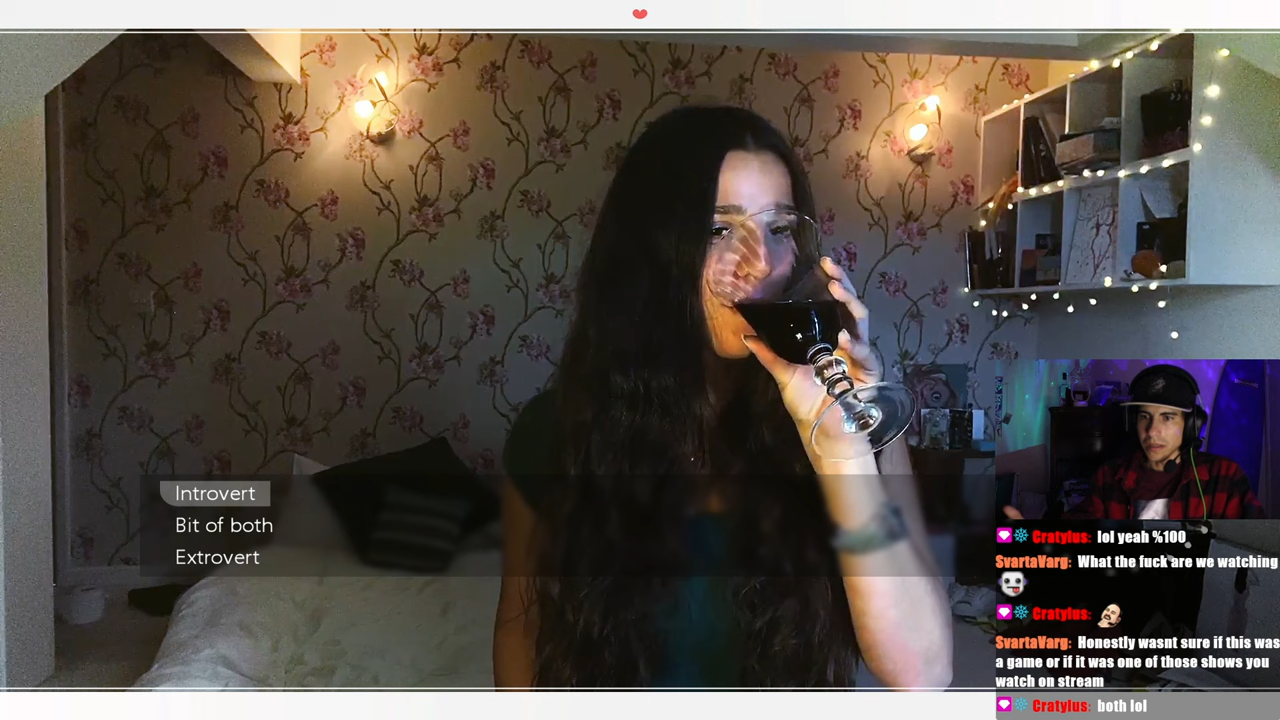 Introvert
Bit of both
Extrovert
Cratylus: lol yeah %100
SvartaVarg: What the fuck are we watching
Cratylus:
SvartaVarg: Honestly wasnt sure if this was
a game or if it was one of those shows you
watch on stream
Cratylus: both lol